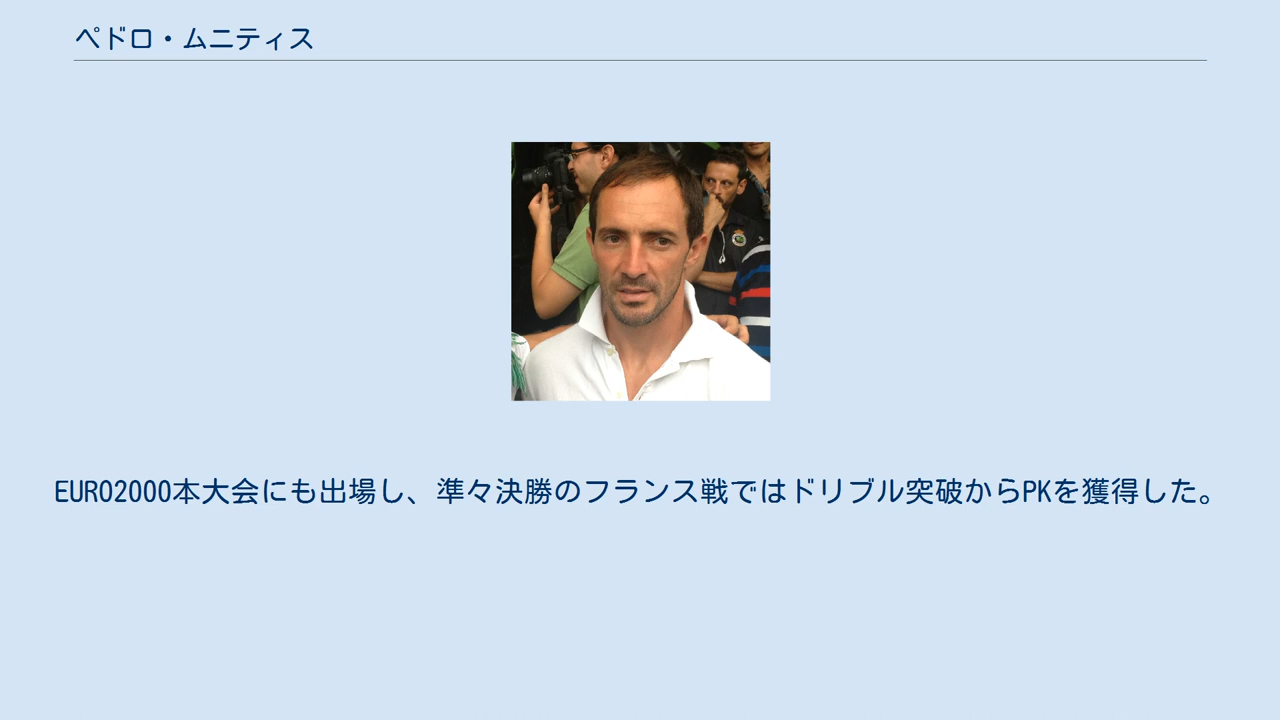 ペドロ・ムニティス
EURO2000本大会にも出場し、準々決勝のフランス戦ではドリブル突破からPKを獲得した。